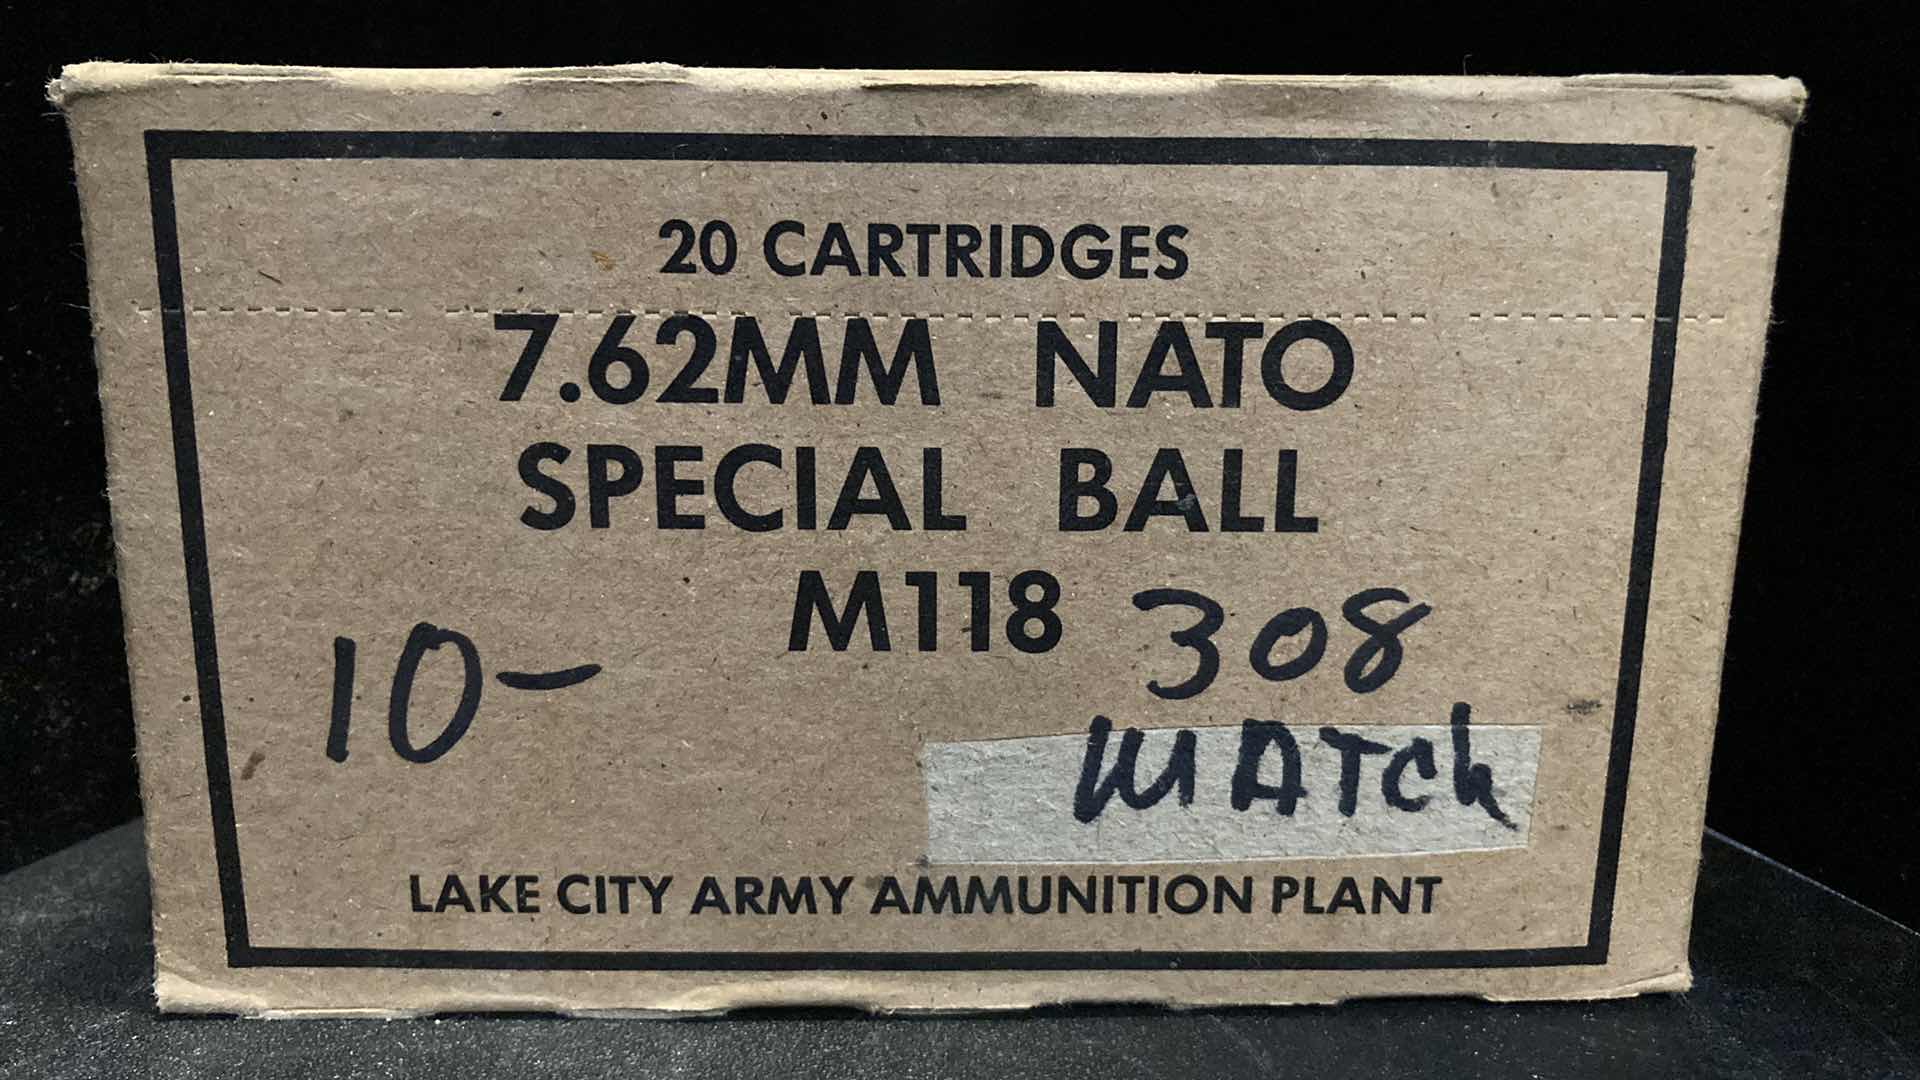 20 CARTRIDGES
7.62MM NATO
SPECIAL BALL
M118 308
10-
MATCh
LAKE CITY ARMY AMMUNITION PLANT